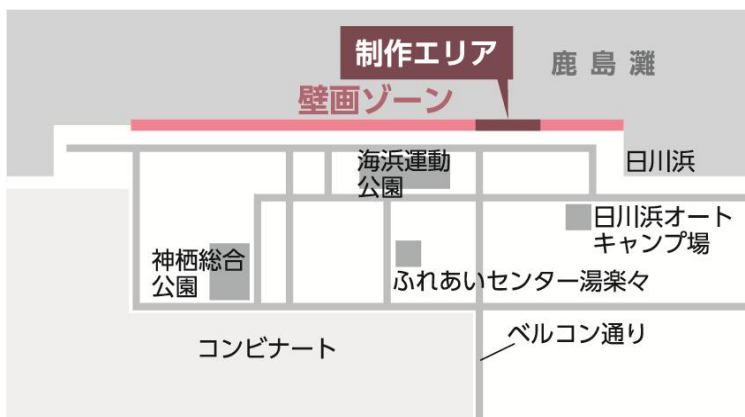 制作エリア
鹿島灘
壁画ゾーン
海浜運動
公園
日川浜
日川浜オート
キャンプ場
神栖総合
公園
ふれあいセンター湯楽々
コンビナート
ベルコン通り